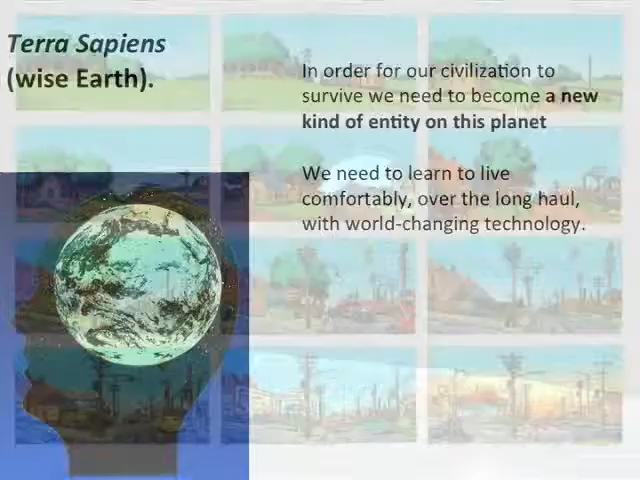 Terra Sapiens
(wise Earth).
In order for our civilization to
survive we need to become a new
kind of entity on this planet
We need to learn to live
comfortably, over the long haul,
with world-changing technology.